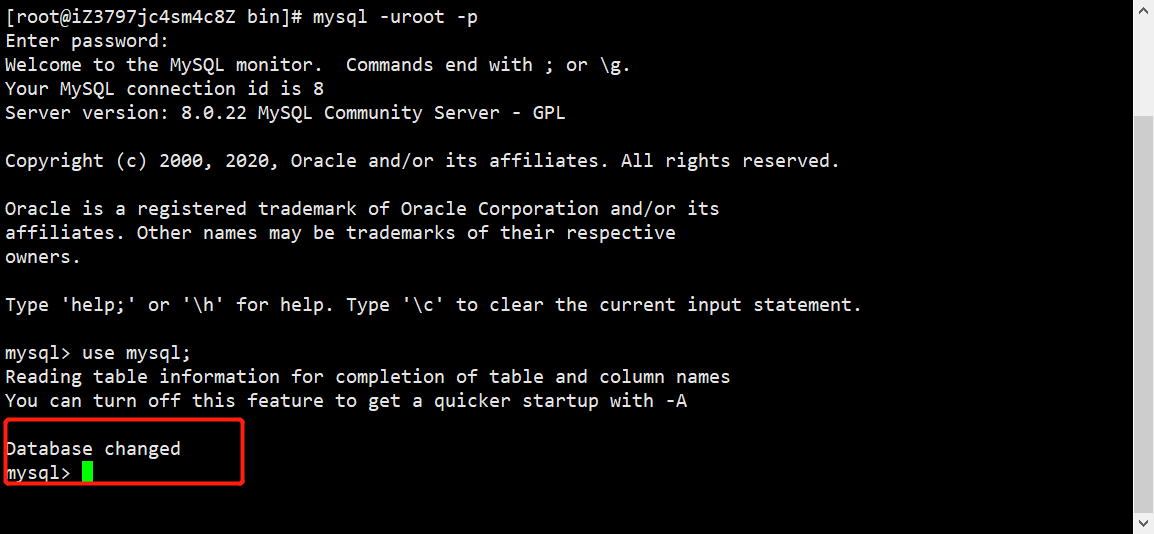 [root@iZ3797jc4sm4c8Z bin]# mysql -uroot -p
Enter password:
Welcome to the MySQL monitor.  Commands end with ; or \g.
Your MySQL connection id is 8
Server version: 8.0.22 MySQL Community Server - GPL
Copyright (c) 2000, 2020, Oracle and/or its affiliates. All rights reserved.
Oracle is a registered trademark of Oracle Corporation and/or its
affiliates. Other names may be trademarks of their respective
owners.
Type 'help;' or '\h' for help. Type '\c' to clear the current input statement.
mysql> use mysql;
Reading table information for completion of table and column names
You can turn off this feature to get a quicker startup with -A
Database changed
mysql>